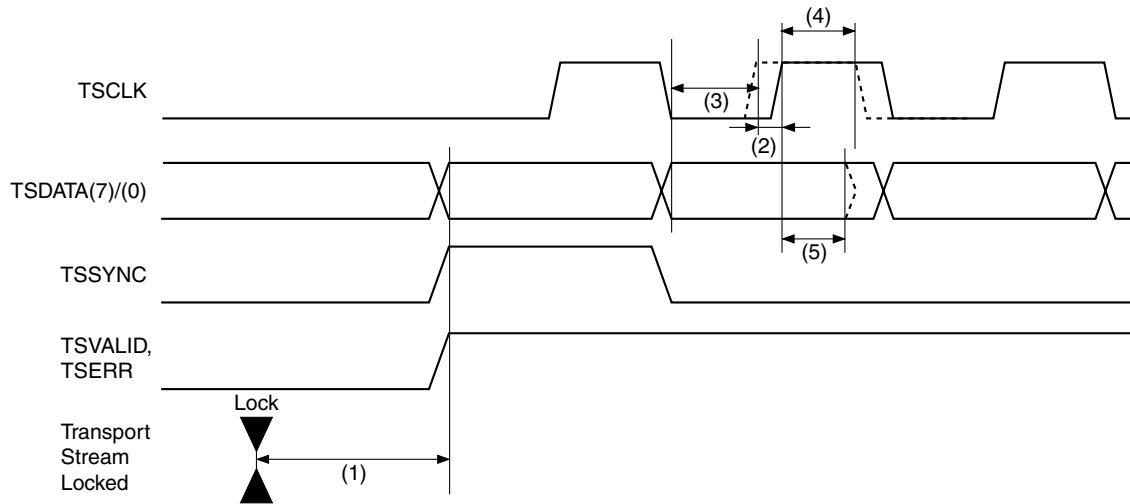 (4)
TSCLK
(3)
(2)
TSDATA(7)/(0)
(5)
TSSYNC
TSVALID,
TSERR
Lock
Transport
Stream
Locked
(1)